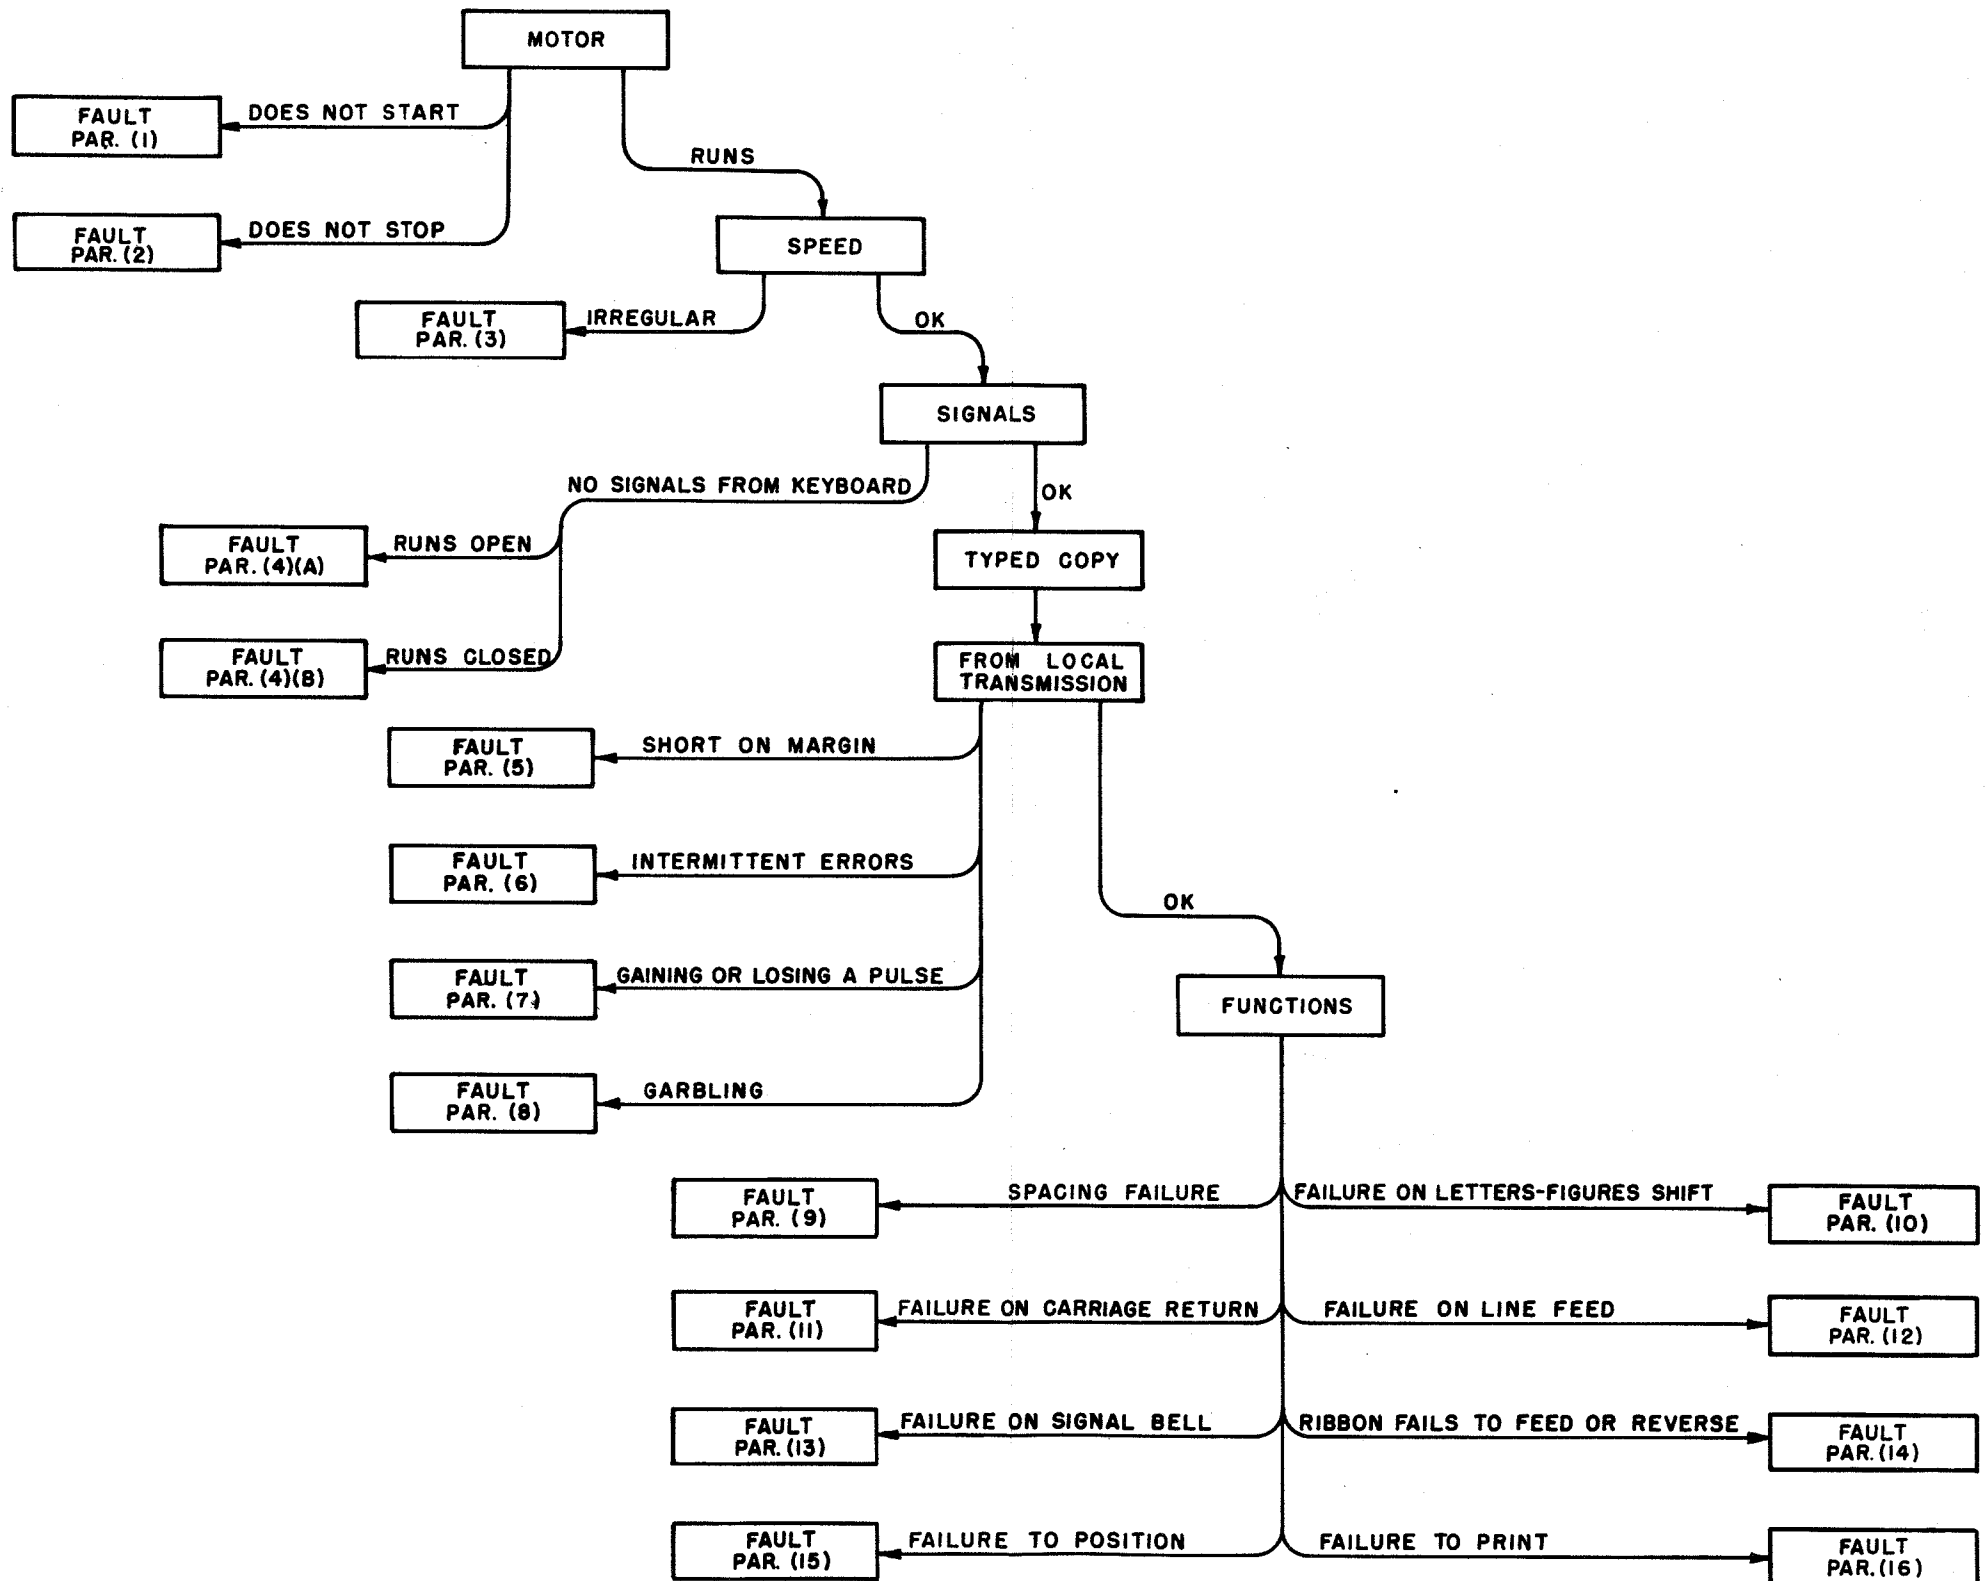 MOTOR
DOES NOT START
FAULT
PAR. (1)
RUNS
DOES NOT STOP
FAULT
PAR. (2)
SPEED
IRREGULAR
FAULT
PAR. (3)
OK
SIGNALS
NO SIGNALS FROM KEYBOARD
OK
RUNS OPEN
FAULT
PAR. (4)(A)
TYPED COPY
RUNS CLOSED
FAULT
PAR. (4)(B)
FROM LOCAL
TRANSMISSION
SHORT ON MARGIN
FAULT
PAR. (5)
INTERMITTENT ERRORS
FAULT
PAR. (6)
OK
GAINING OR LOSING A PULSE
FAULT
PAR. (7)
FUNCTIONS
GARBLING
FAULT
PAR. (8)
SPACING FAILURE
FAULT
PAR. (9)
FAILURE ON LETTERS-FIGURES SHIFT
FAULT
PAR. (10)
FAILURE ON CARRIAGE RETURN
FAULT
PAR. (11)
FAILURE ON LINE FEED
FAULT
PAR. (12)
FAILURE ON SIGNAL BELL
FAULT
PAR. (13)
RIBBON FAILS TO FEED OR REVERSE
FAULT
PAR. (14)
FAILURE TO POSITION
FAULT
PAR. (15)
FAILURE TO PRINT
FAULT
PAR. (16)